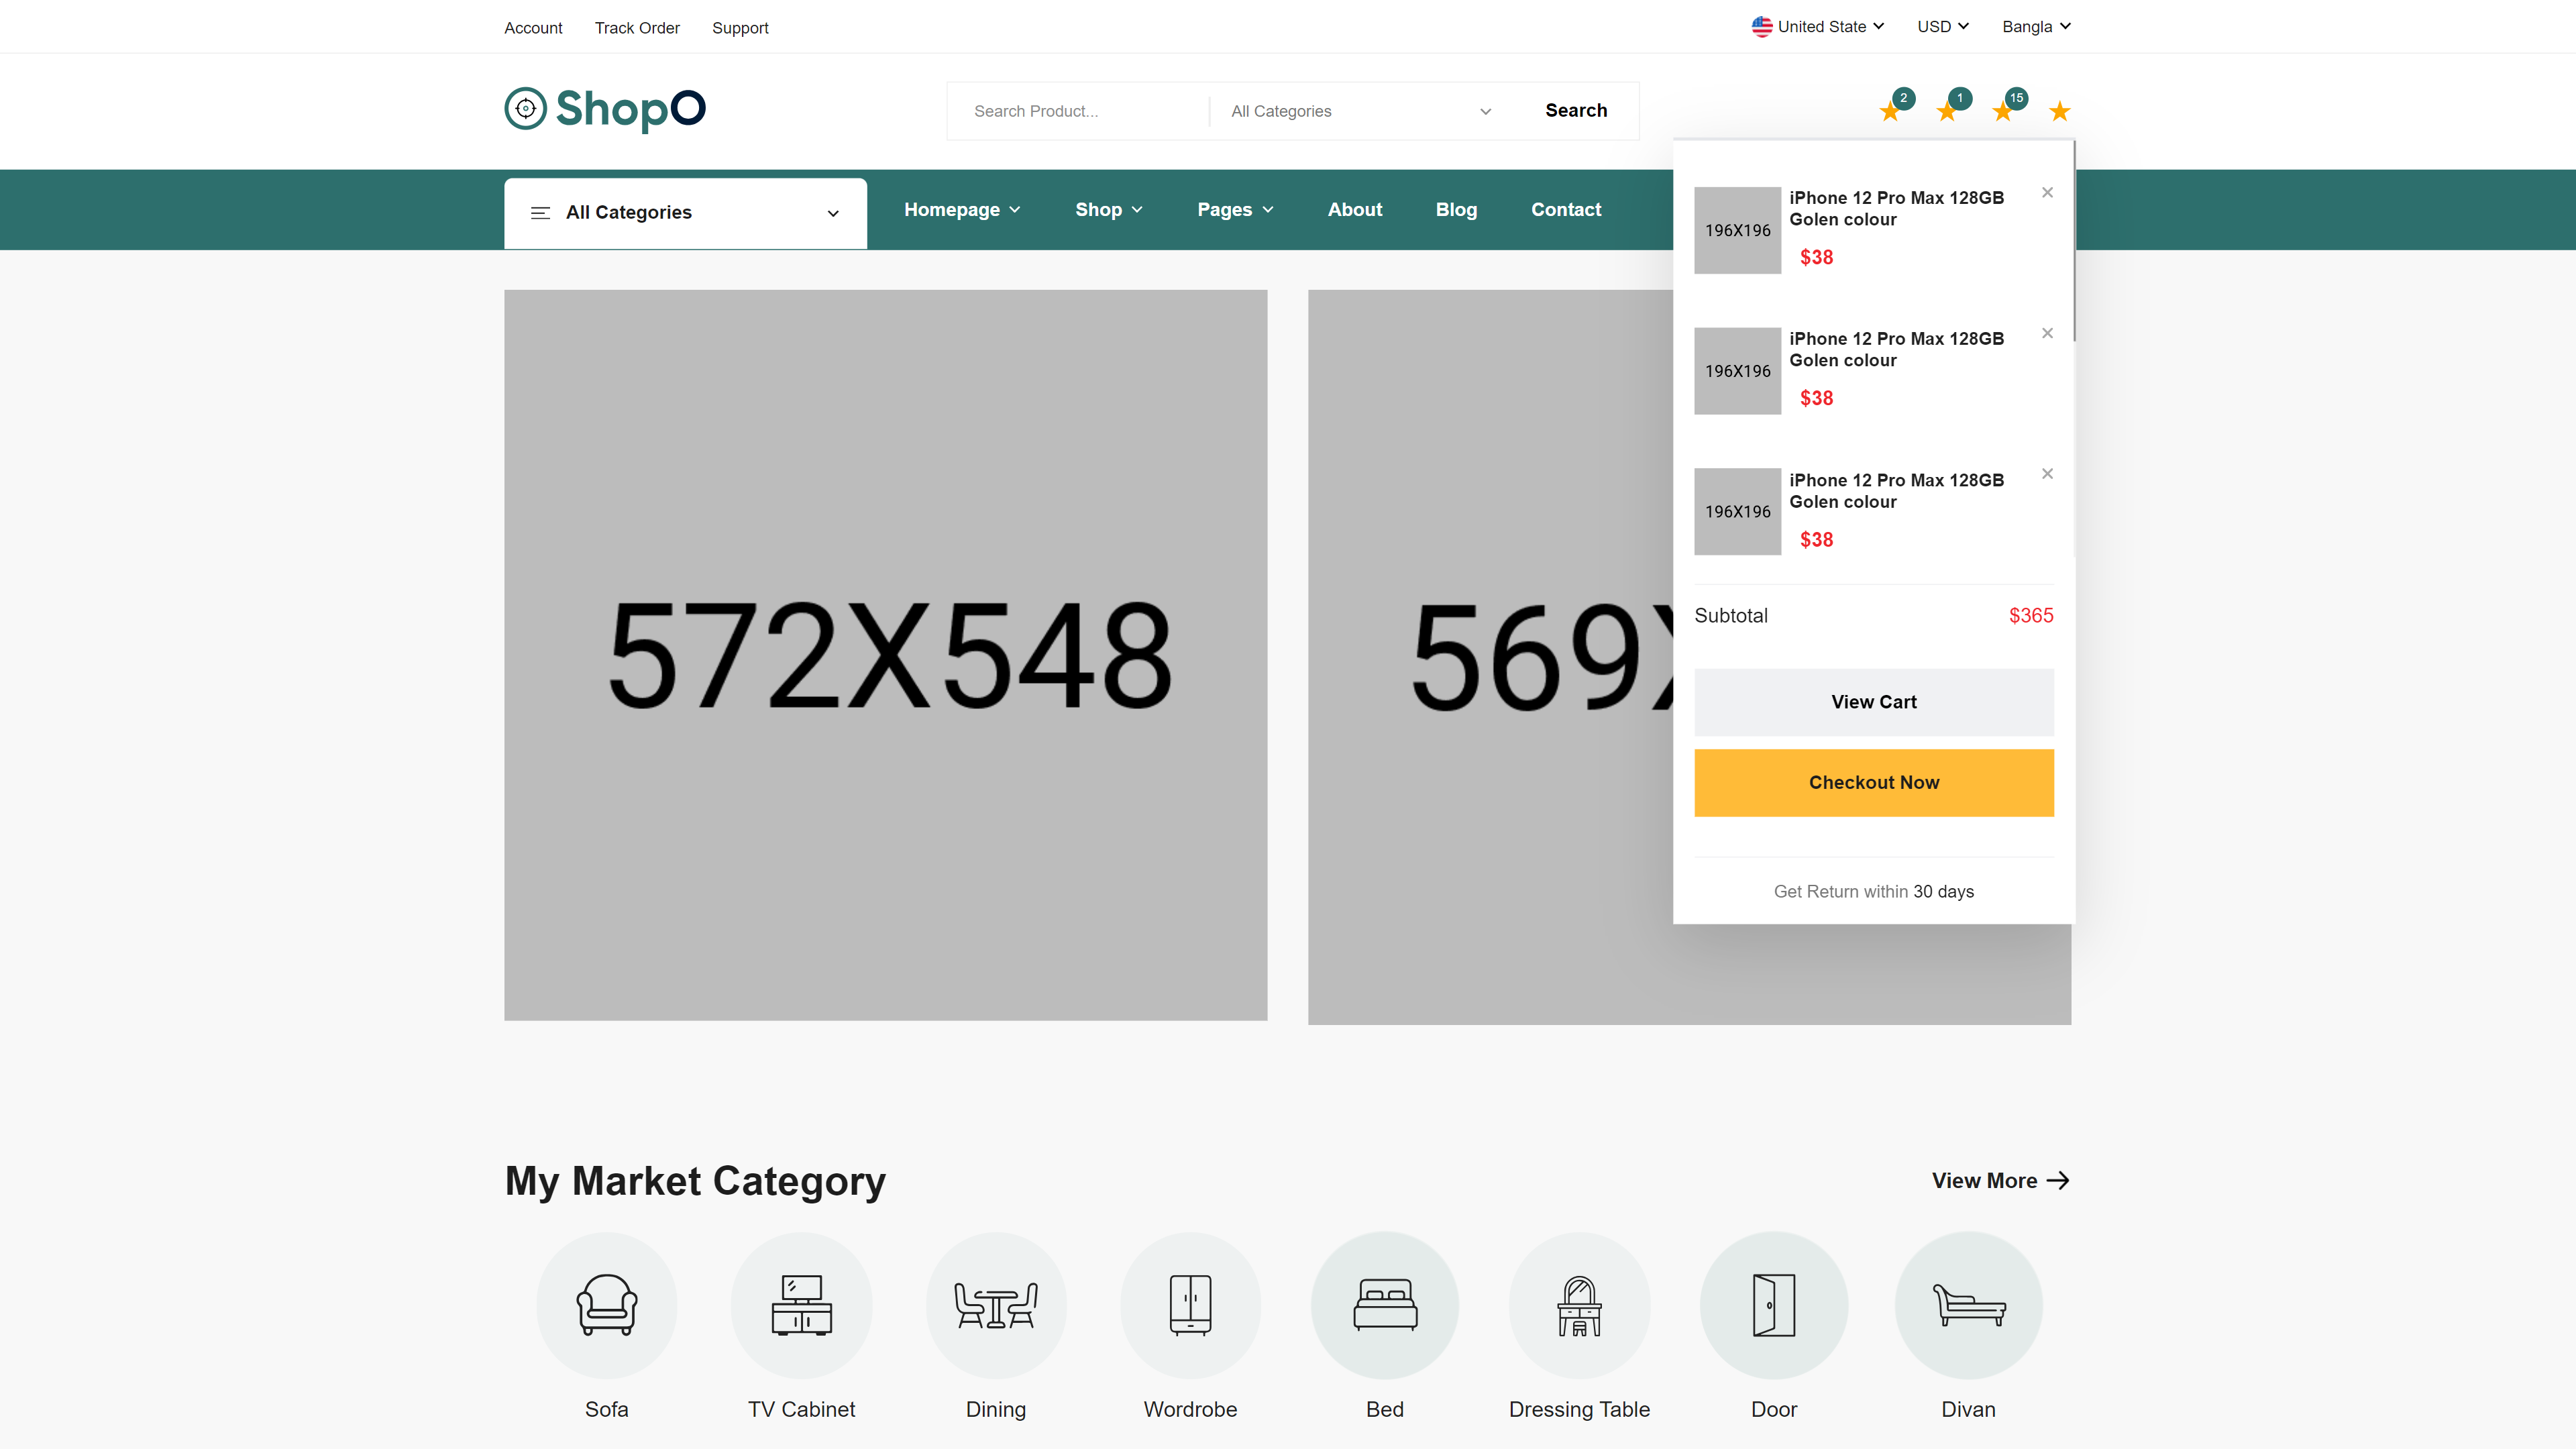 Account Track Order Support
United State USD Bangla
ShopO
Search Product... All Categories Search
2 1 15
All Categories Homepage Shop Pages About Blog Contact
iPhone 12 Pro Max 128GB
Golen colour
196X196
$38
iPhone 12 Pro Max 128GB
Golen colour
196X196
$38
iPhone 12 Pro Max 128GB
Golen colour
196X196
$38
Subtotal $365
View Cart
Checkout Now
Get Return within 30 days
572X548
569
My Market Category View More
Sofa TV Cabinet Dining Wordrobe Bed Dressing Table Door Divan